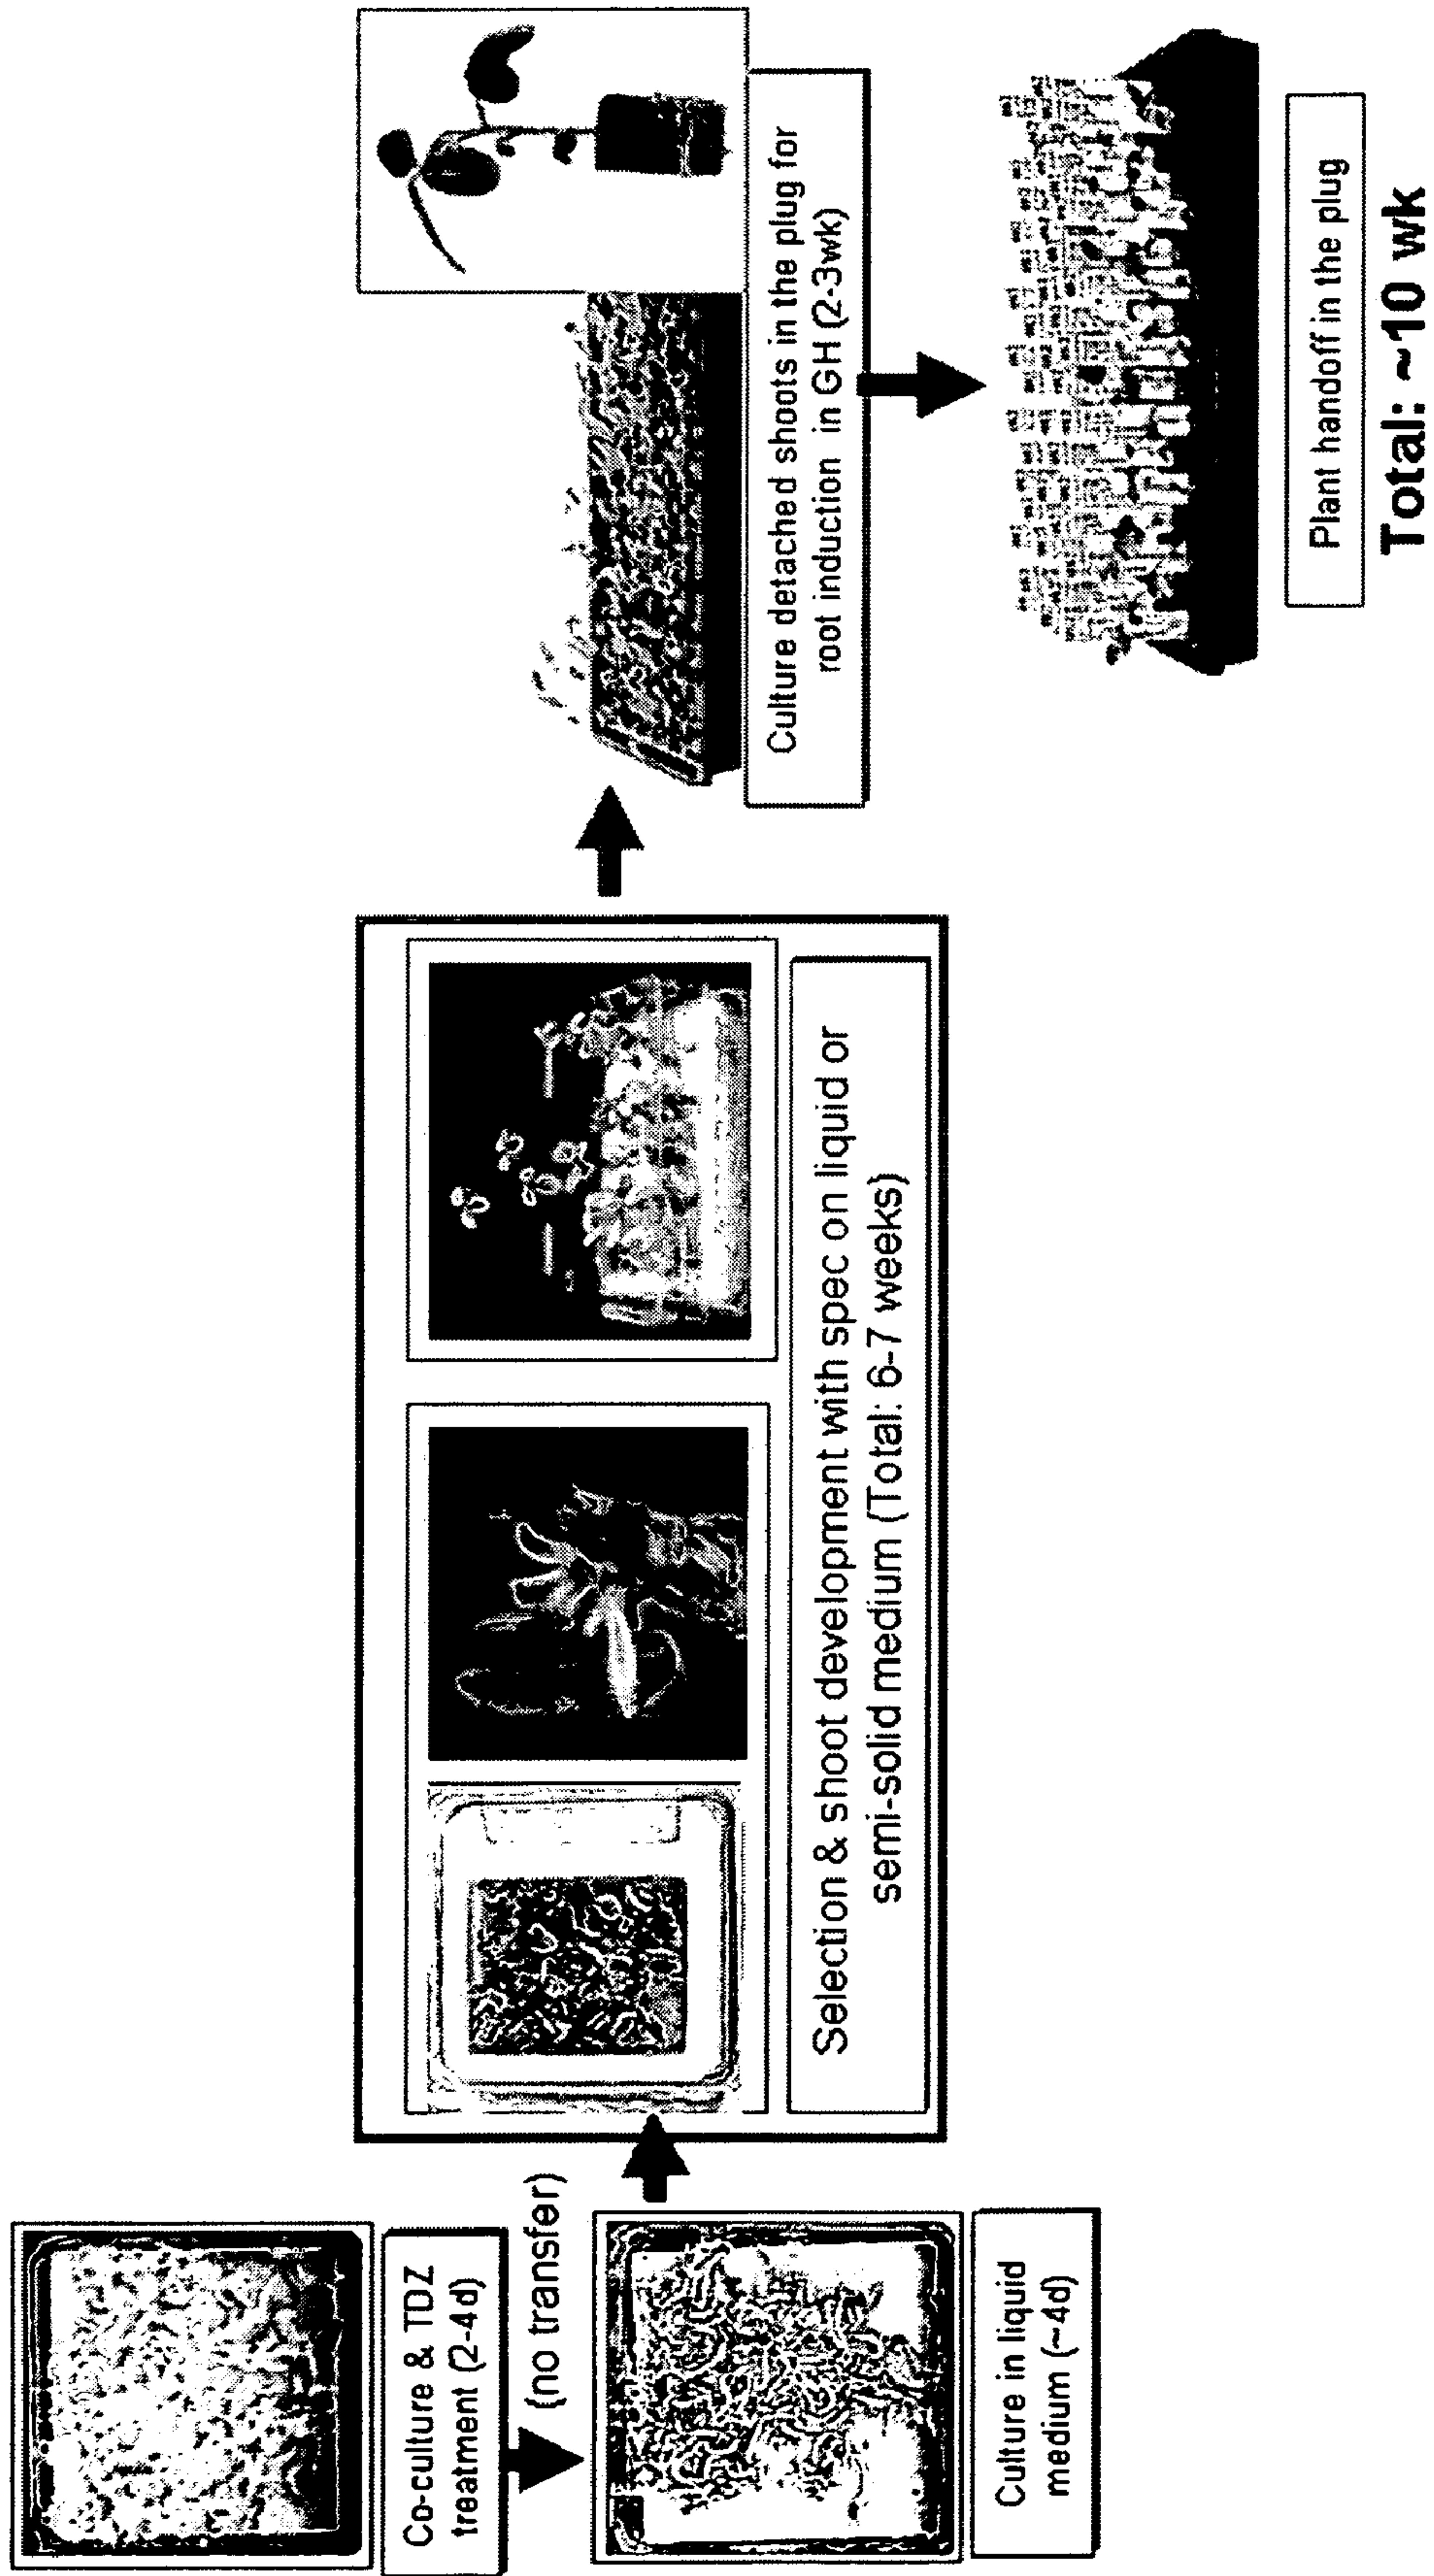 Co-culture & TDZ
treatment (2-4 d)
(no transfer)
Culture in liquid
medium (~4d)
Selection & shoot development with spec on liquid or
semi-solid medium (Total: 6-7 weeks)
Culture detached shoots in the plug for
root induction in GH (2-3wk)
Plant handoff in the plug
Total: ~10 wk